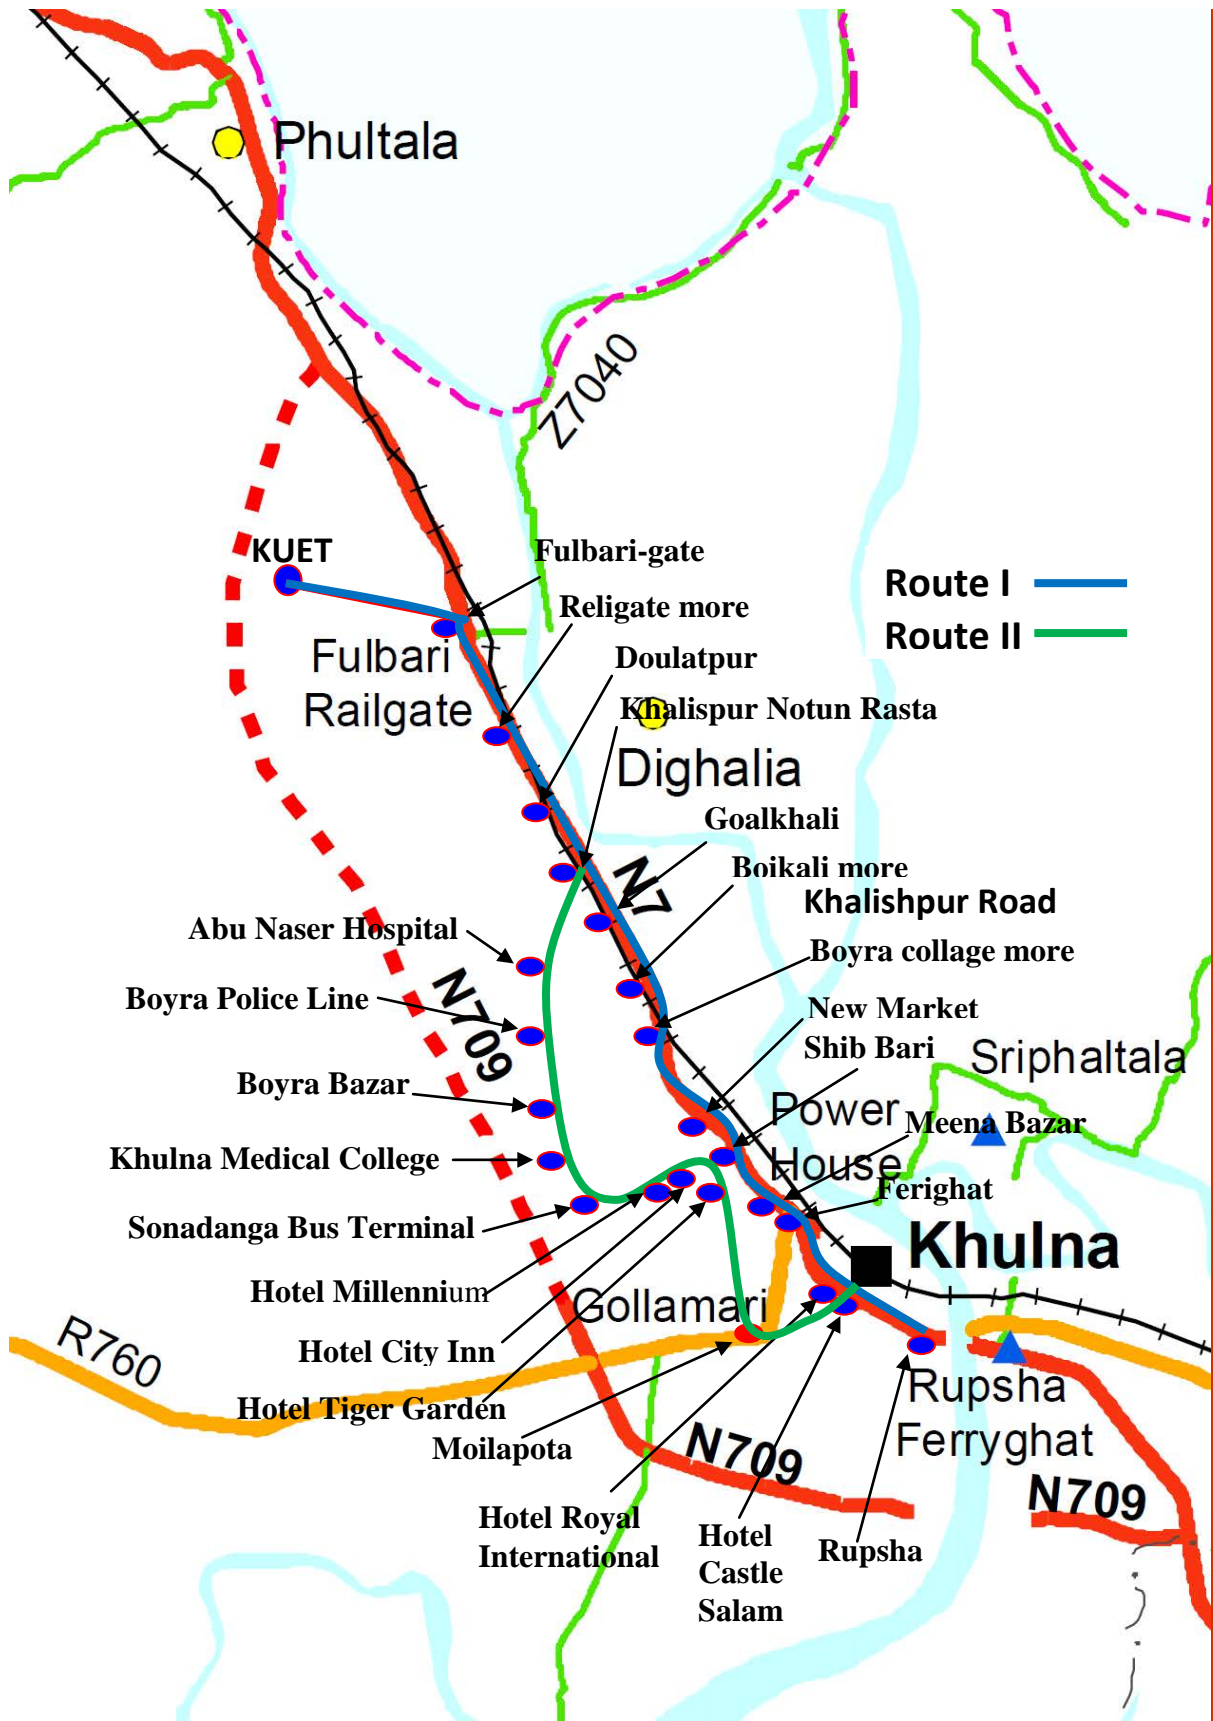 Phultala
Z7040
KUET
Fulbari-gate
Route I
Religate more
Route II
Fulbari
Railgate
Doulatpur
Khalispur Notun Rasta
Dighalia
Goalkhali
N7
Boikali more
Khalishpur Road
Abu Naser Hospital
Boyra collage more
Boyra Police Line
N709
New Market
Shib Bari
Sriphaltala
Boyra Bazar
Power
House
Meena Bazar
Khulna Medical College
Ferighat
Sonadanga Bus Terminal
Khulna
Hotel Millennium
Gollamari
R760
Hotel City Inn
Rupsha
Ferryghat
Hotel Tiger Garden
Moilapota
N709
N709
Hotel Royal
International
Hotel
Castle
Salam
Rupsha